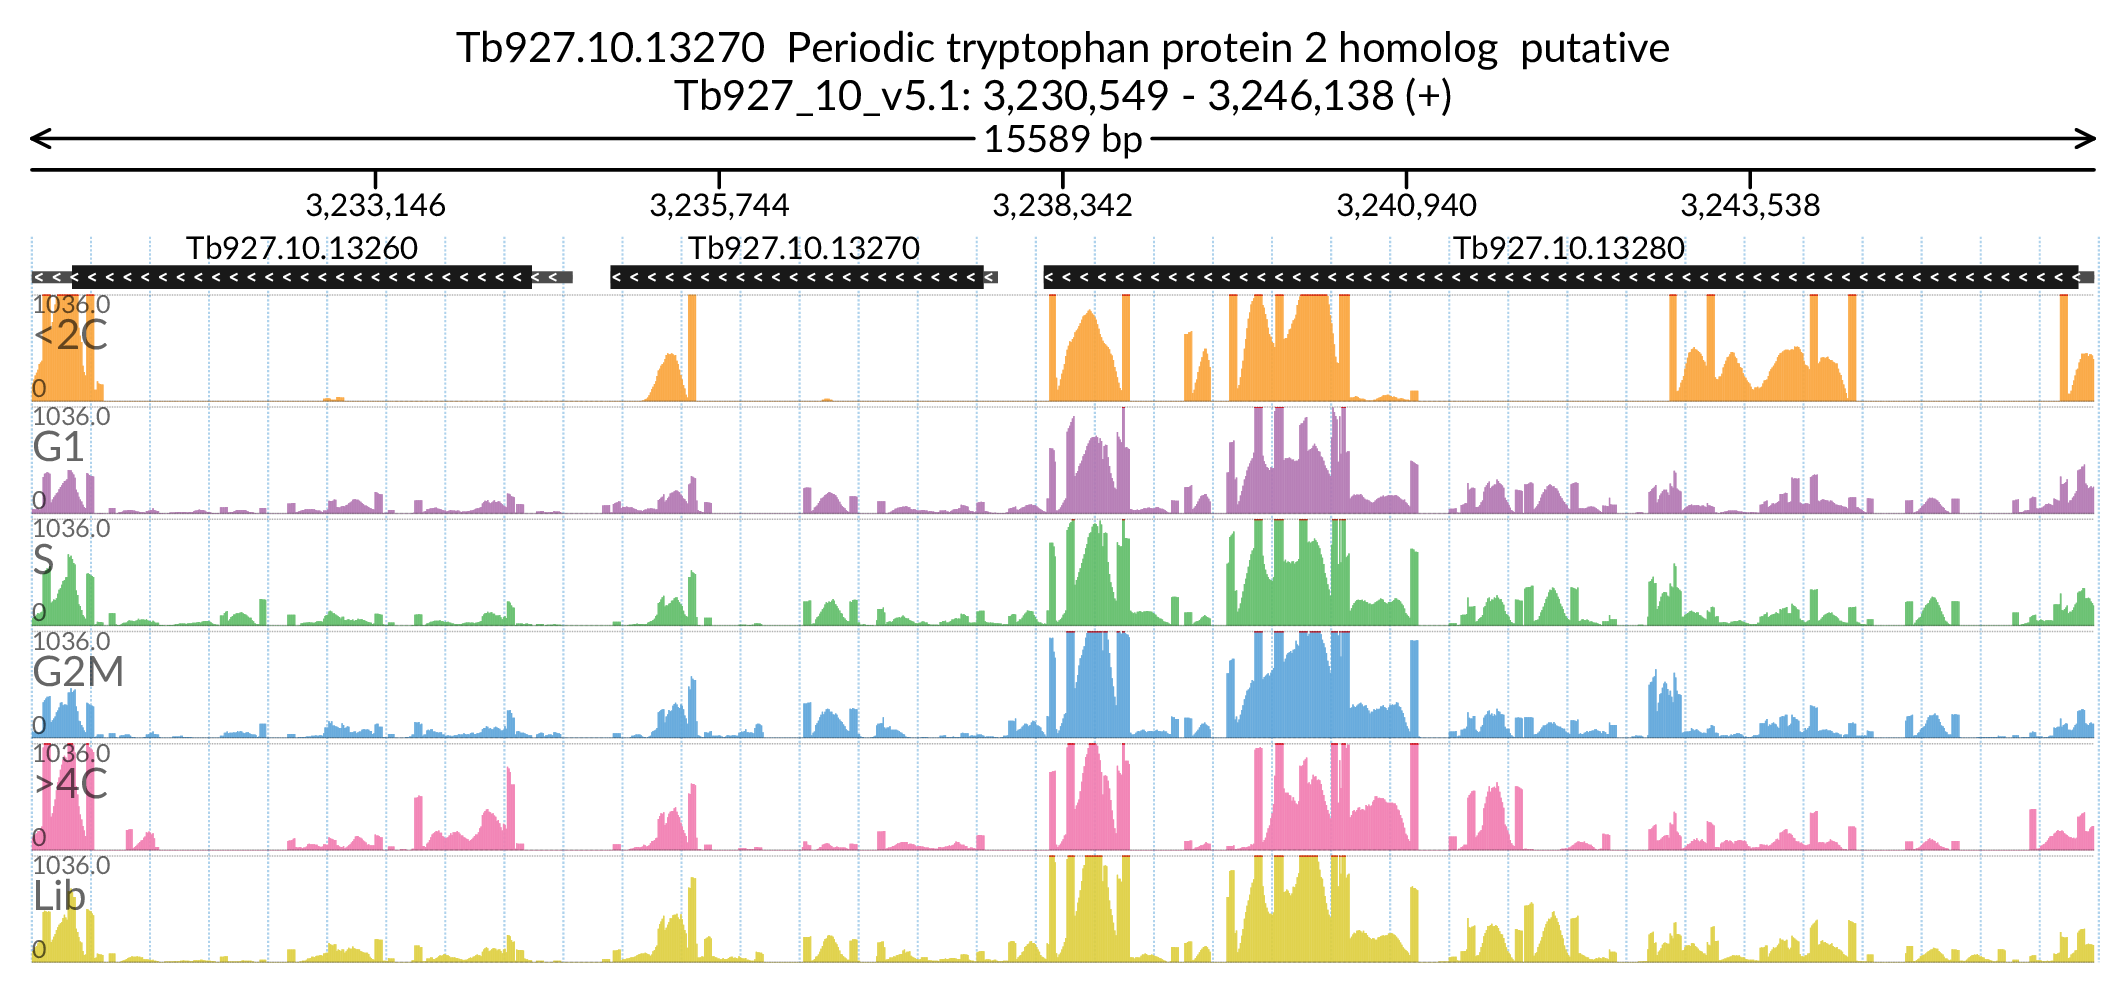 Tb927.10.13270  Periodic tryptophan protein 2 homolog  putative
Tb927_10_v5.1: 3,230,549 - 3,246,138 (+)
15589 bp
3,233,146 3,235,744 3,238,342 3,240,940 3,243,538
Tb927.10.13260 Tb927.10.13270 Tb927.10.13280
1036.0
<2C
0
1036.0
G1
0
1036.0
S
0
1036.0
G2M
0
1036.0
>4C
0
1036.0
Lib
0